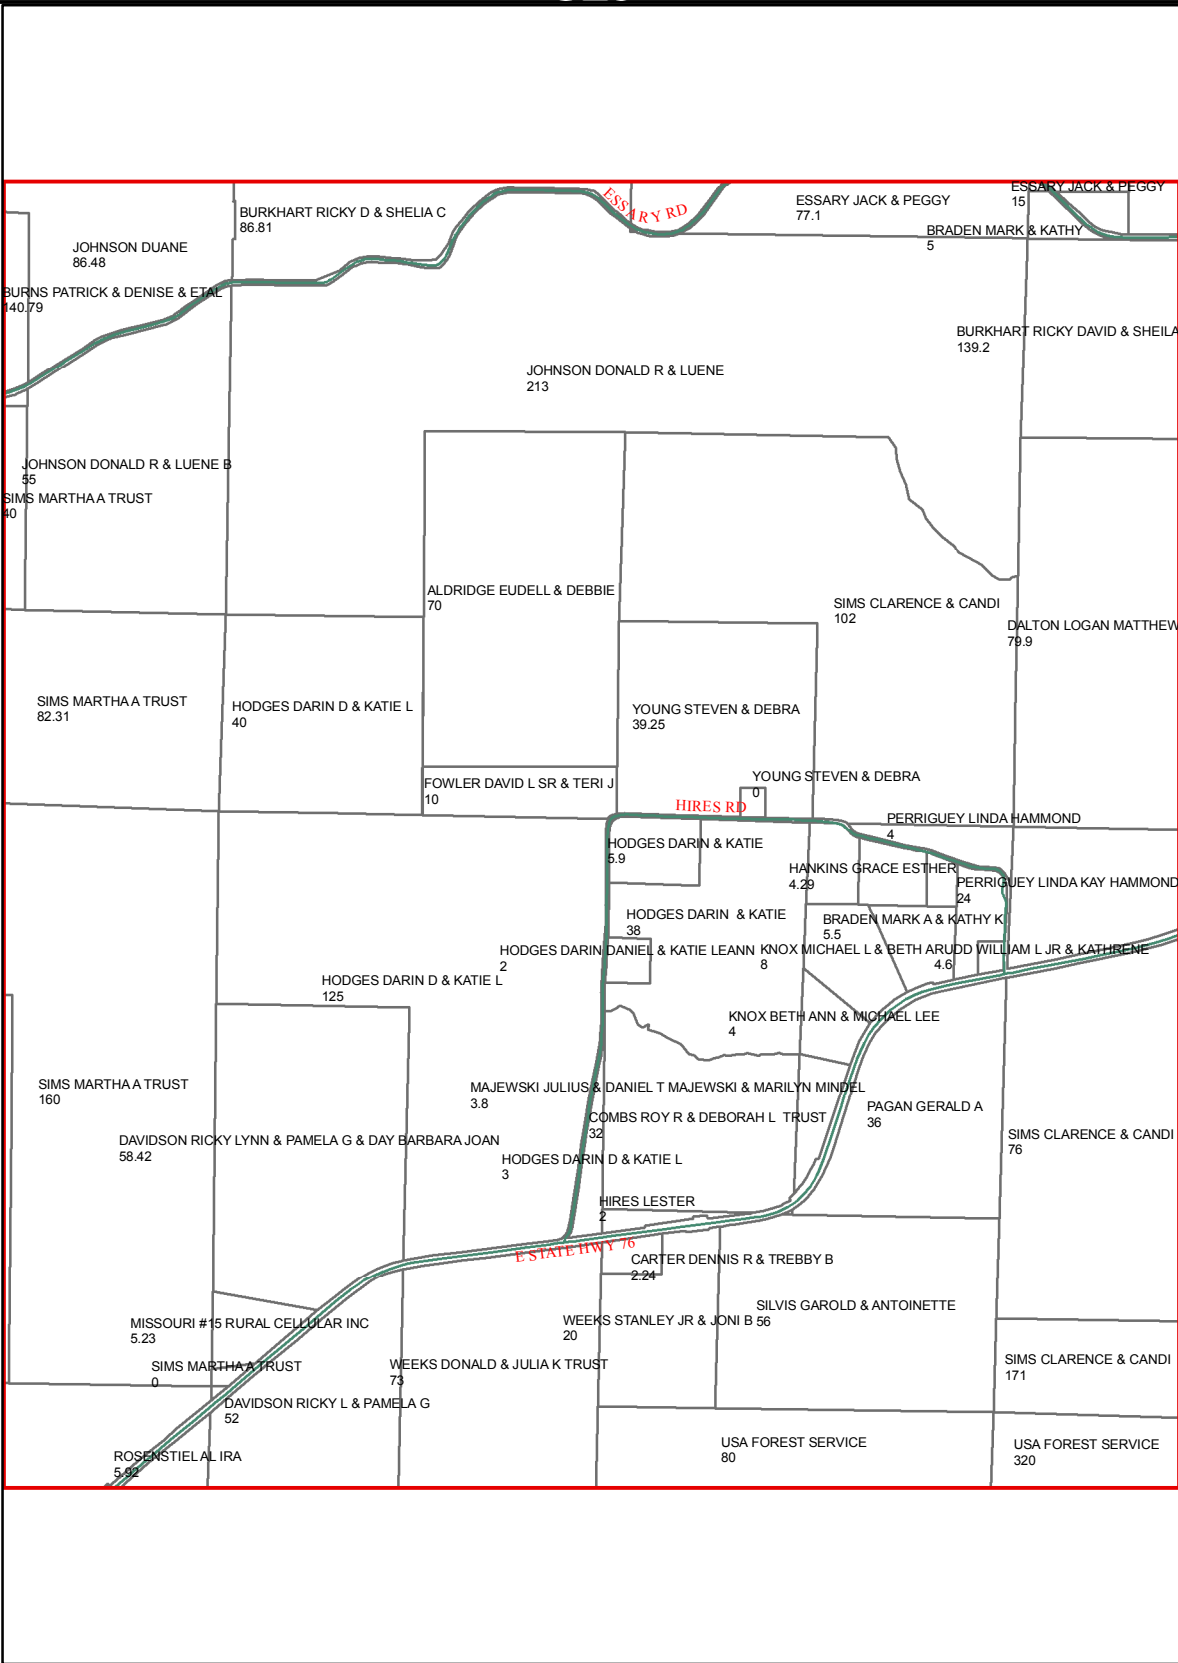 ESSARY JACK & PEGGY
15
ESSARY JACK & PEGGY
77.1
ESSARY RD
BURKHART RICKY D & SHELIA C
86.81
BRADEN MARK & KATHY
5
JOHNSON DUANE
86.48
BURNS PATRICK & DENISE & ETAL
140.79
BURKHART RICKY DAVID & SHEILA
139.2
JOHNSON DONALD R & LUENE
213
JOHNSON DONALD R & LUENE B
55
SIMS MARTHA A TRUST
40
ALDRIDGE EUDELL & DEBBIE
70
SIMS CLARENCE & CANDI
102
DALTON LOGAN MATTHEW
79.9
SIMS MARTHA A TRUST
82.31
HODGES DARIN D & KATIE L
40
YOUNG STEVEN & DEBRA
39.25
YOUNG STEVEN & DEBRA
0
FOWLER DAVID L SR & TERI J
10
HIRES RD
PERRIGUEY LINDA HAMMOND
4
HODGES DARIN & KATIE
5.9
HANKINS GRACE ESTHER
4.29
PERRIGUEY LINDA KAY HAMMOND
24
HODGES DARIN & KATIE
38
BRADEN MARK A & KATHY K
5.5
HODGES DARIN DANIEL & KATIE LEANN
2
KNOX MICHAEL L & BETH A
8
RUDD WILLIAM L JR & KATHRENE
4.6
HODGES DARIN D & KATIE L
125
KNOX BETH ANN & MICHAEL LEE
4
SIMS MARTHA A TRUST
160
MAJEWSKI JULIUS & DANIEL T MAJEWSKI & MARILYN MINDEL
3.8
PAGAN GERALD A
36
COMBS ROY R & DEBORAH L TRUST
32
DAVIDSON RICKY LYNN & PAMELA G & DAY BARBARA JOAN
58.42
SIMS CLARENCE & CANDI
76
HODGES DARIN D & KATIE L
3
HIRES LESTER
2
E STATE HWY 76
CARTER DENNIS R & TREBBY B
2.24
SILVIS GAROLD & ANTOINETTE
56
MISSOURI #15 RURAL CELLULAR INC
5.23
WEEKS STANLEY JR & JONI B
20
SIMS MARTHA A TRUST
0
WEEKS DONALD & JULIA K TRUST
73
SIMS CLARENCE & CANDI
171
DAVIDSON RICKY L & PAMELA G
52
USA FOREST SERVICE
80
USA FOREST SERVICE
320
ROSENSTIEL AL IRA
5.92